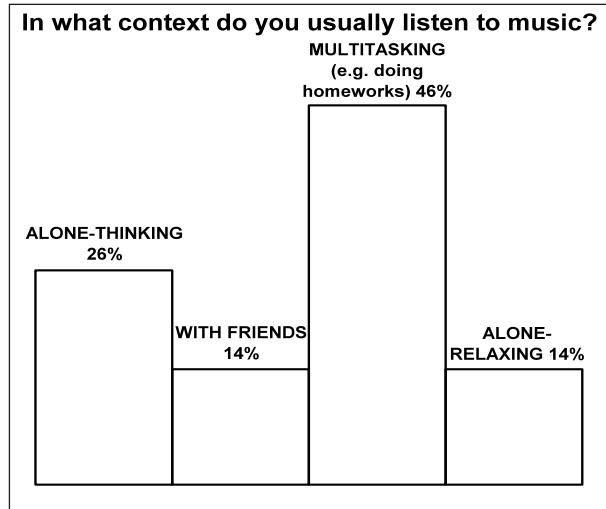 In what context do you usually listen to music?
MULTITASKING
(e.g. doing
homeworks) 46%
ALONE-THINKING
26%
WITH FRIENDS
14%
ALONE-
RELAXING 14%